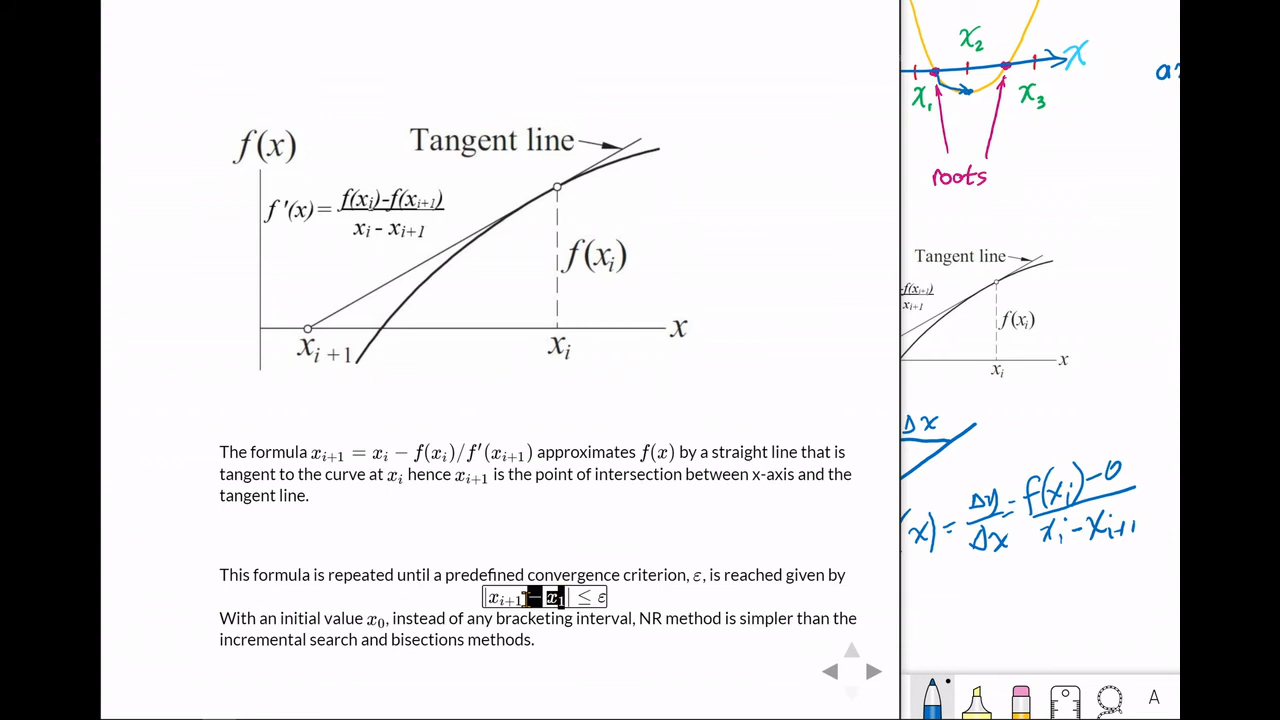 f(x)
Tangent line
f'(x)= f(xi)-f(xi+1) / xi - xi+1
f(xi)
x
xi+1
xi
The formula xi+1 = xi − f(xi)/f′(xi+1) approximates f(x) by a straight line that is
tangent to the curve at xi hence xi+1 is the point of intersection between x-axis and the
tangent line.
This formula is repeated until a predefined convergence criterion, ε, is reached given by
|xi+1 − x1| ≤ ε
With an initial value x0, instead of any bracketing interval, NR method is simpler than the
incremental search and bisections methods.
x2
x
x1
x3
roots
Tangent line
-f(xi+1)
xi+1
f(xi)
x
xi
Δx
(x) = Δy/Δx = f(xi)-0 / xi-xi+1
A